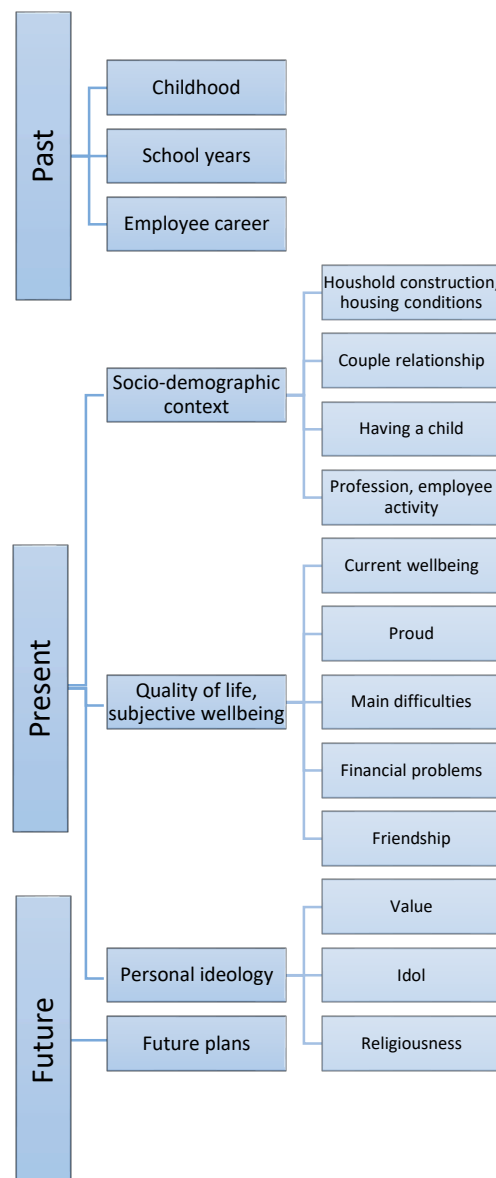 Past
Childhood
School years
Employee career
Present
Socio-demographic
context
Houshold construction,
housing conditions
Couple relationship
Having a child
Profession, employee
activity
Quality of life,
subjective wellbeing
Current wellbeing
Proud
Main difficulties
Financial problems
Friendship
Personal ideology
Value
Idol
Religiousness
Future
Future plans